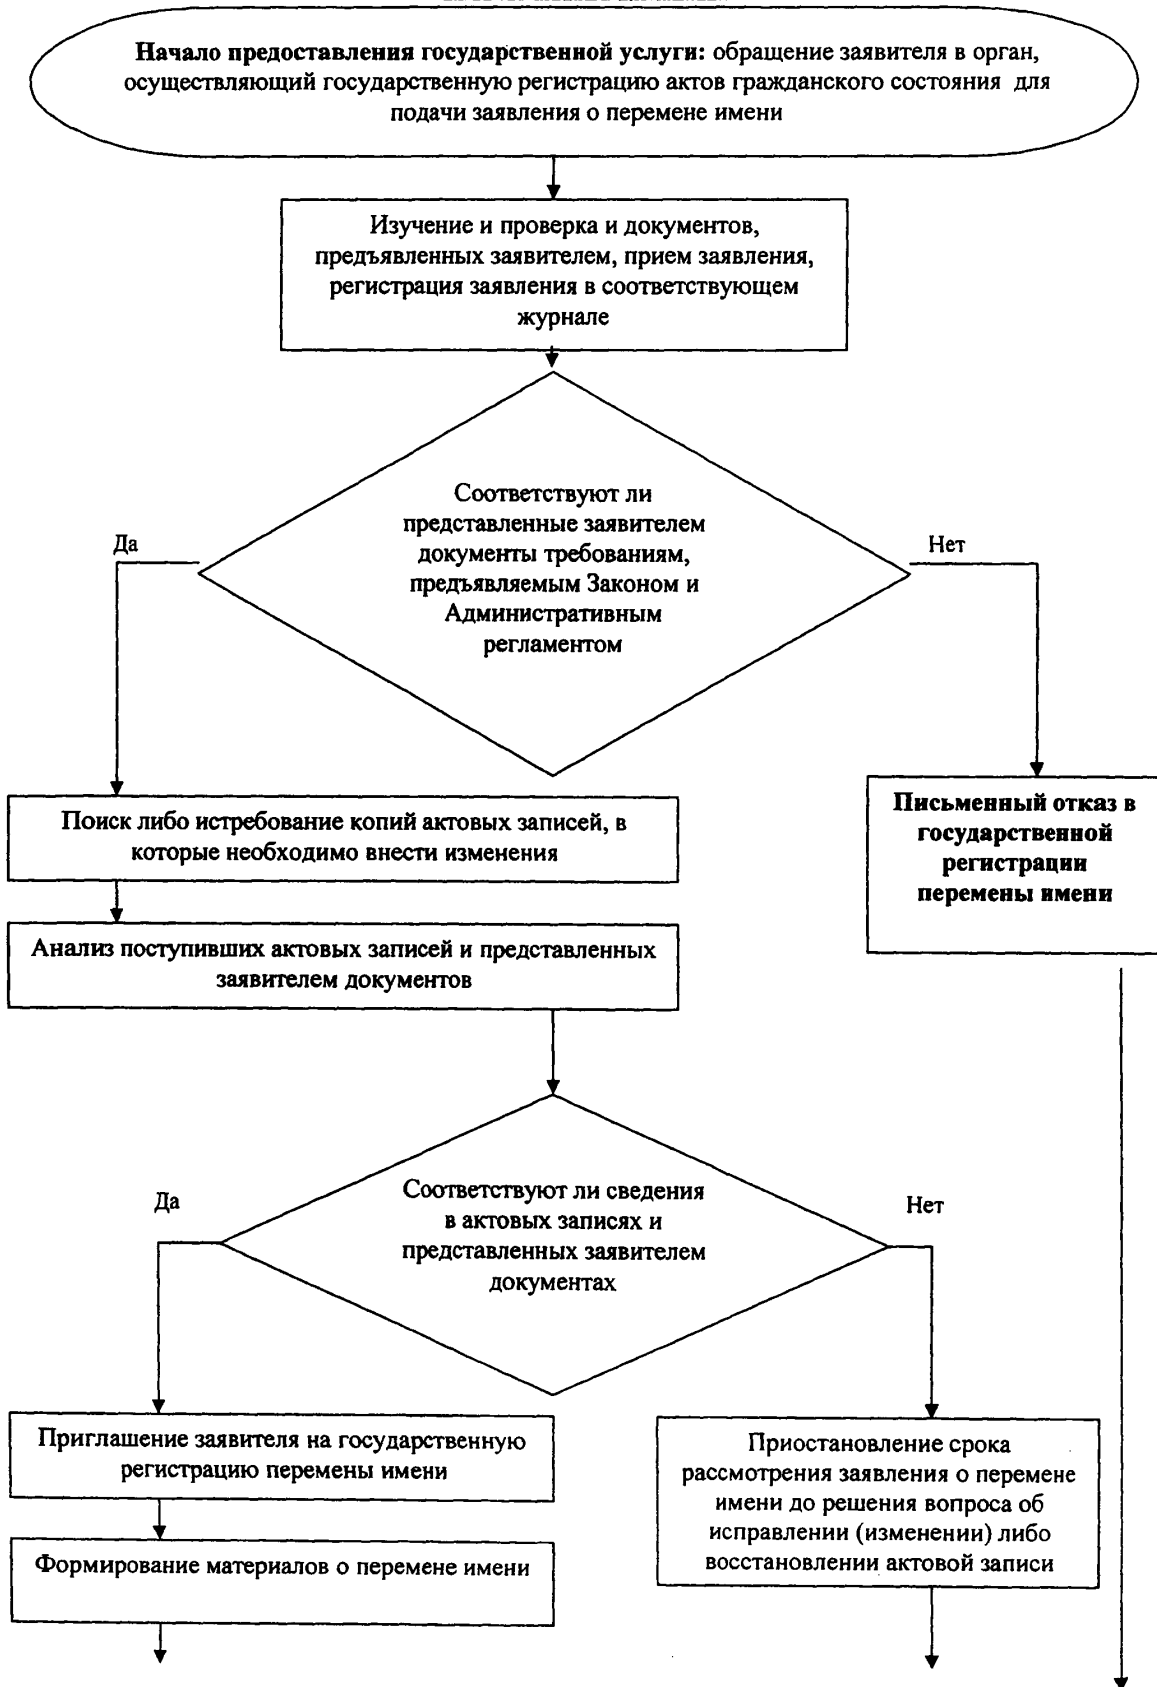 Начало предоставления государственной услуги: обращение заявителя в орган,
осуществляющий государственную регистрацию актов гражданского состояния для
подачи заявления о перемене имени
Изучение и проверка и документов,
предъявленных заявителем, прием заявления,
регистрация заявления в соответствующем
журнале
Соответствуют ли
представленные заявителем
документы требованиям,
предъявляемым Законом и
Административным
регламентом
Да
Нет
Поиск либо истребование копий актовых записей, в
которые необходимо внести изменения
Письменный отказ в
государственной
регистрации
перемены имени
Анализ поступивших актовых записей и представленных
заявителем документов
Соответствуют ли сведения
в актовых записях и
представленных заявителем
документах
Да
Нет
Приглашение заявителя на государственную
регистрацию перемены имени
Приостановление срока
рассмотрения заявления о перемене
имени до решения вопроса об
исправлении (изменении) либо
восстановлении актовой записи
Формирование материалов о перемене имени